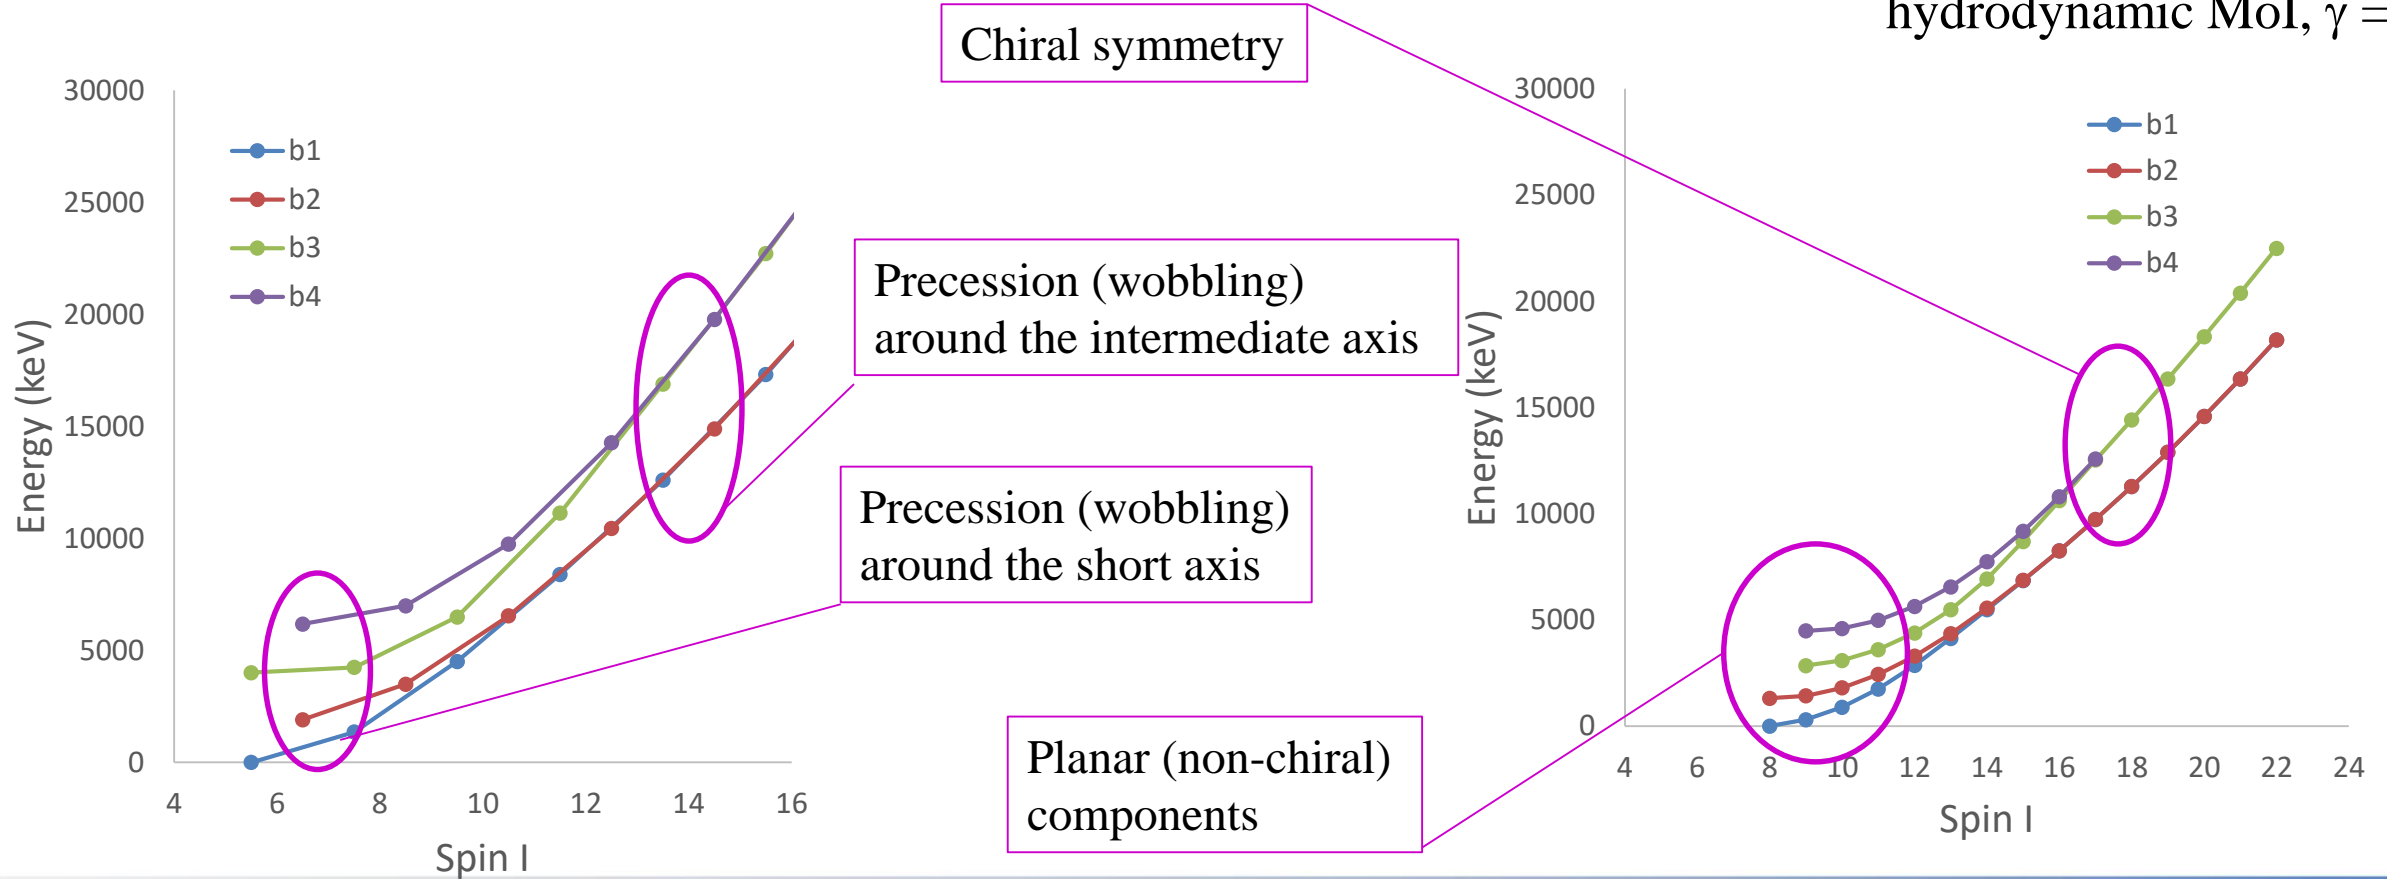 hydrodynamic MoI, γ =
Chiral symmetry
30000
25000
20000
15000
10000
5000
0
4
6
8
10
12
14
16
Energy (keV)
Spin I
b1
b2
b3
b4
Precession (wobbling)
around the intermediate axis
Precession (wobbling)
around the short axis
Planar (non-chiral)
components
30000
25000
20000
15000
10000
5000
0
4
6
8
10
12
14
16
18
20
22
24
Energy (keV)
Spin I
b1
b2
b3
b4